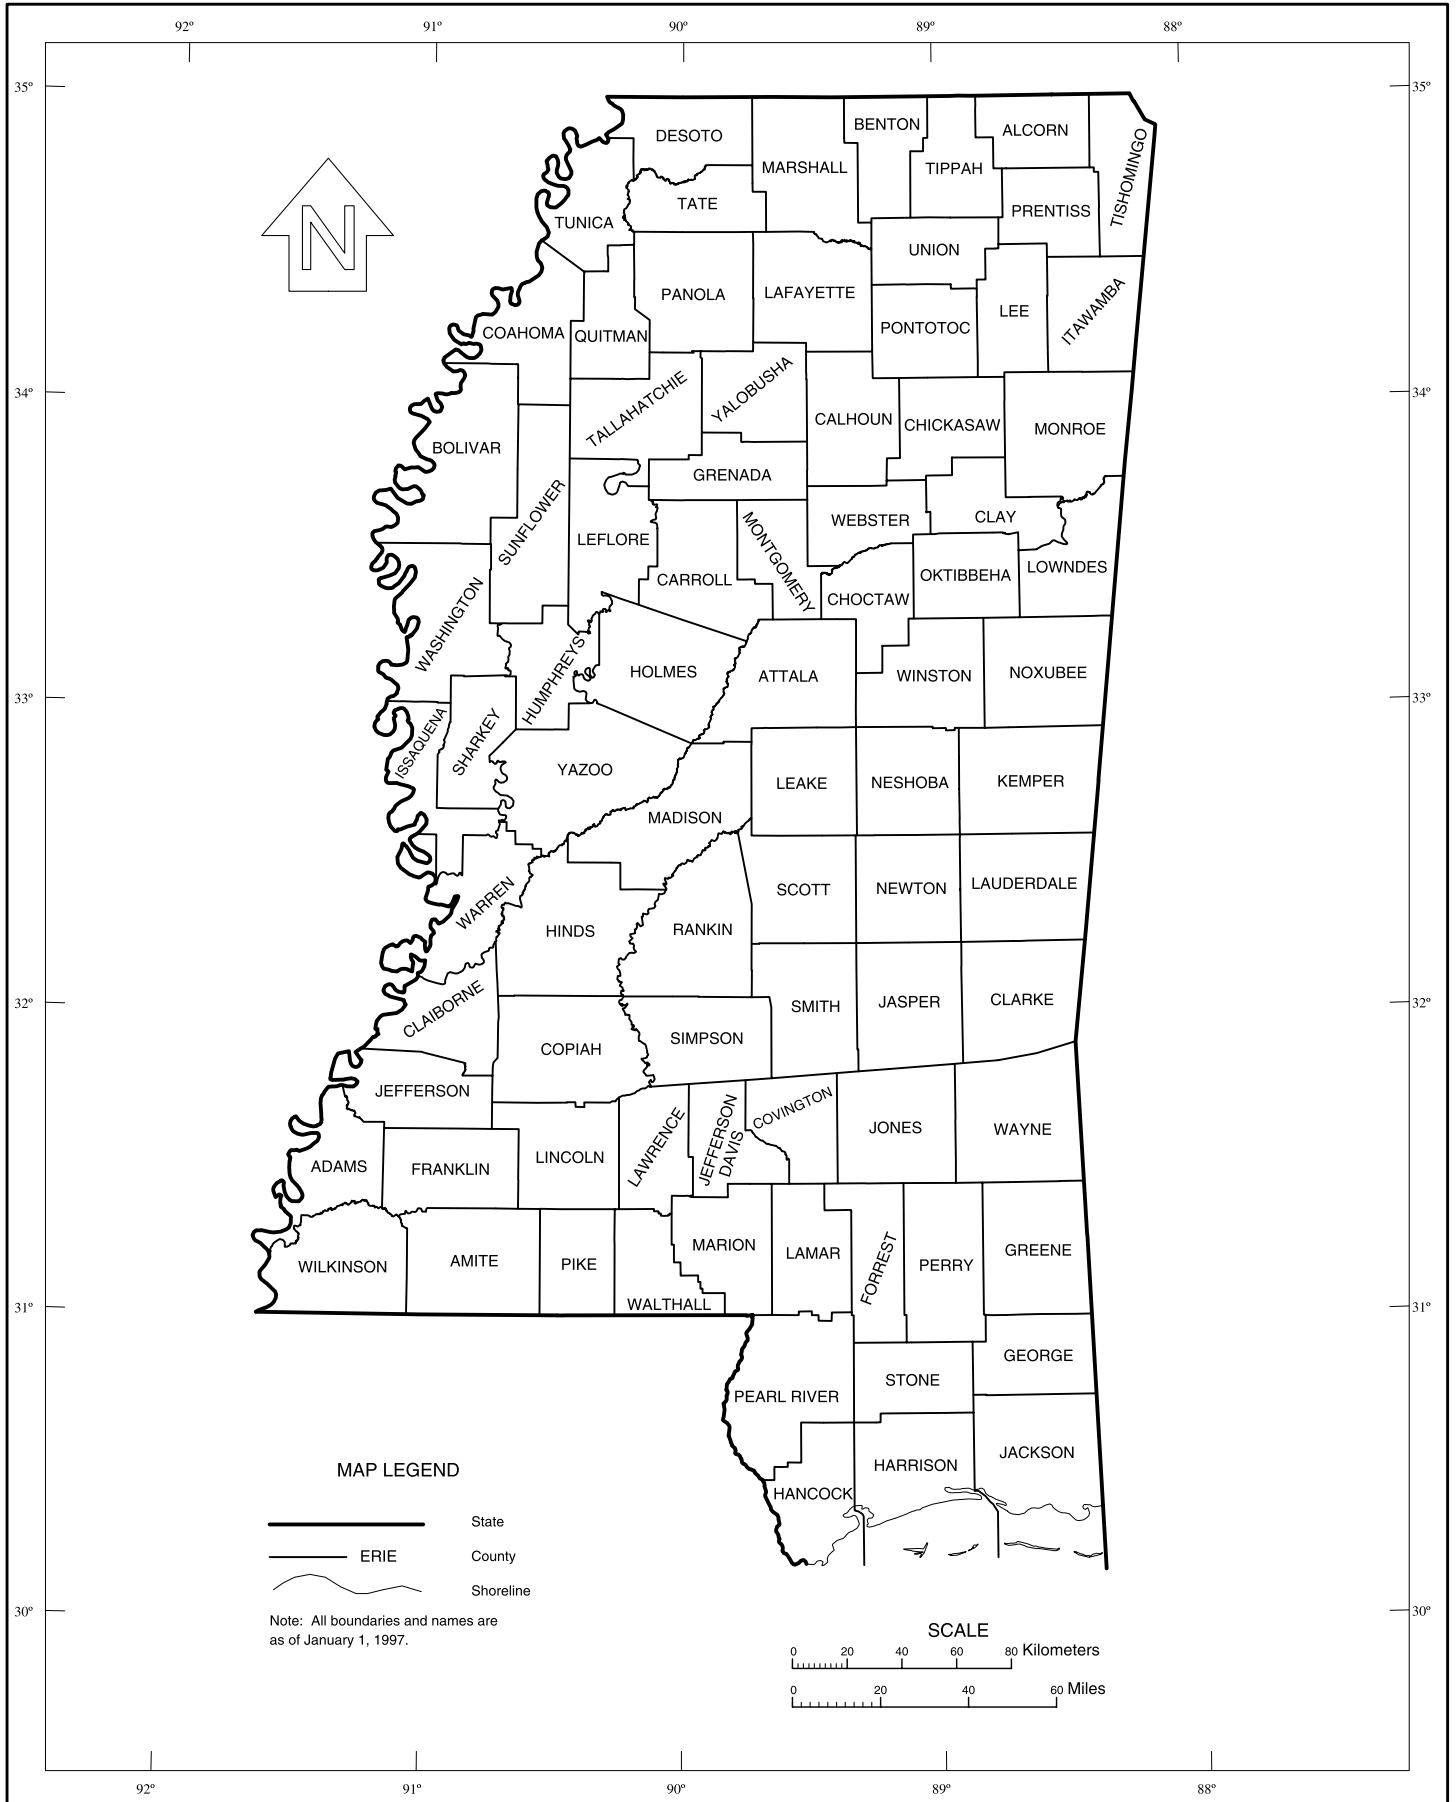 92º 91º 90º 89º 88º
35º 35º
DESOTO
BENTON
ALCORN
TISHOMINGO
MARSHALL
TIPPAH
TATE
PRENTISS
TUNICA
N
UNION
PANOLA
LAFAYETTE
LEE
ITAWAMBA
COAHOMA
QUITMAN
PONTOTOC
34º 34º
TALLAHATCHIE
YALOBUSHA
CALHOUN
CHICKASAW
MONROE
BOLIVAR
GRENADA
SUNFLOWER
WEBSTER
CLAY
LEFLORE
MONTGOMERY
CARROLL
OKTIBBEHA
LOWNDES
CHOCTAW
WASHINGTON
HUMPHREYS
HOLMES
ATTALA
WINSTON
NOXUBEE
33º 33º
ISSAQUENA
SHARKEY
YAZOO
LEAKE
NESHOBA
KEMPER
MADISON
WARREN
SCOTT
NEWTON
LAUDERDALE
HINDS
RANKIN
32º 32º
CLAIBORNE
SMITH
JASPER
CLARKE
COPIAH
SIMPSON
JEFFERSON
LAWRENCE
JEFFERSON
DAVIS
COVINGTON
JONES
WAYNE
ADAMS
FRANKLIN
LINCOLN
WILKINSON
AMITE
PIKE
MARION
LAMAR
FORREST
PERRY
GREENE
31º 31º
WALTHALL
GEORGE
STONE
PEARL RIVER
JACKSON
HARRISON
HANCOCK
MAP LEGEND
State
ERIE County
Shoreline
Note: All boundaries and names are
as of January 1, 1997.
30º 30º
SCALE
0 20 40 60 80 Kilometers
0 20 40 60 Miles
92º 91º 90º 89º 88º